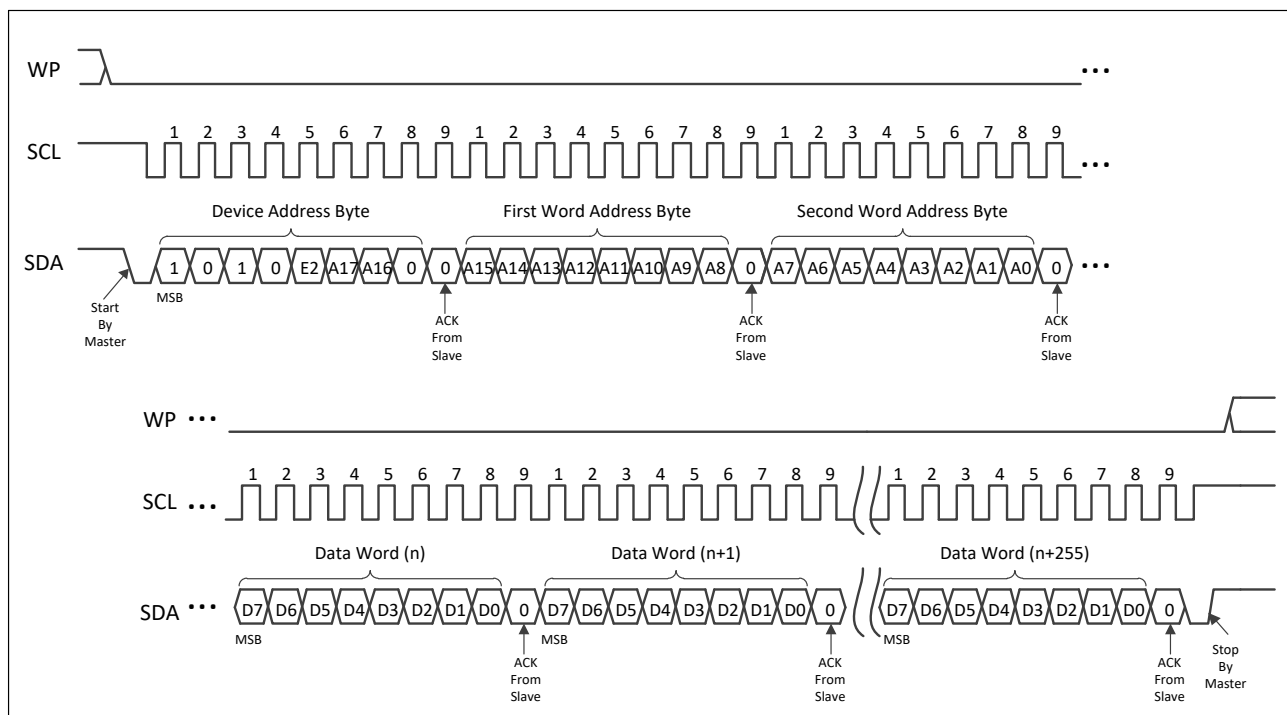 WP
1 2 3 4 5 6 7 8 9 1 2 3 4 5 6 7 8 9 1 2 3 4 5 6 7 8 9
SCL
Device Address Byte First Word Address Byte Second Word Address Byte
SDA 1 0 1 0 E2 A17 A16 0 0 A15 A14 A13 A12 A11 A10 A9 A8 0 A7 A6 A5 A4 A3 A2 A1 A0 0
MSB
Start By Master
ACK From Slave
ACK From Slave
ACK From Slave
WP
1 2 3 4 5 6 7 8 9 1 2 3 4 5 6 7 8 9 1 2 3 4 5 6 7 8 9
SCL
Data Word (n) Data Word (n+1) Data Word (n+255)
SDA D7 D6 D5 D4 D3 D2 D1 D0 0 D7 D6 D5 D4 D3 D2 D1 D0 0 D7 D6 D5 D4 D3 D2 D1 D0 0
MSB MSB MSB
ACK From Slave
ACK From Slave
ACK From Slave
Stop By Master